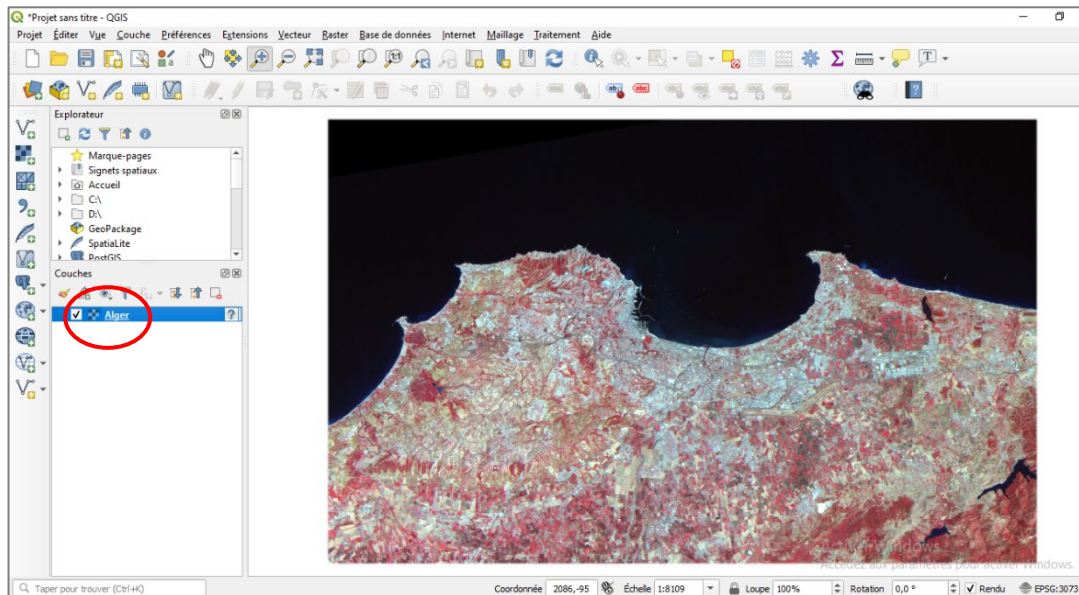 *Projet sans titre - QGIS
Projet Éditer Vue Couche Préférences Extensions Vecteur Raster Base de données Internet Maillage Traitement Aide
Explorateur
Marque-pages
Signets spatiaux
Accueil
C:\
D:\
GeoPackage
SpatiaLite
PostGIS
Couches
Alger
Accédez aux paramètres pour activer Windows.
Taper pour trouver (Ctrl+K) Coordonnée 2086,-95 Échelle 1:8109 Loupe 100% Rotation 0,0 ° Rendu EPSG:3073